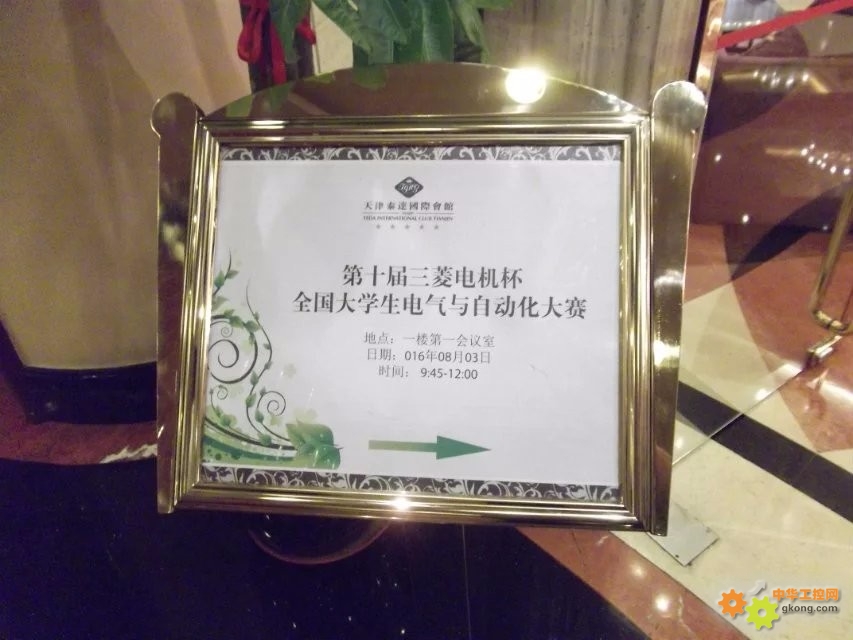 天津泰達國際會館
TEDA INTERNATIONAL CLUB TIANJIN
第十届三菱电机杯
全国大学生电气与自动化大赛
地点：一楼第一会议室
日期：016年08月03日
时间： 9:45-12:00
中华工控网
gkong.com